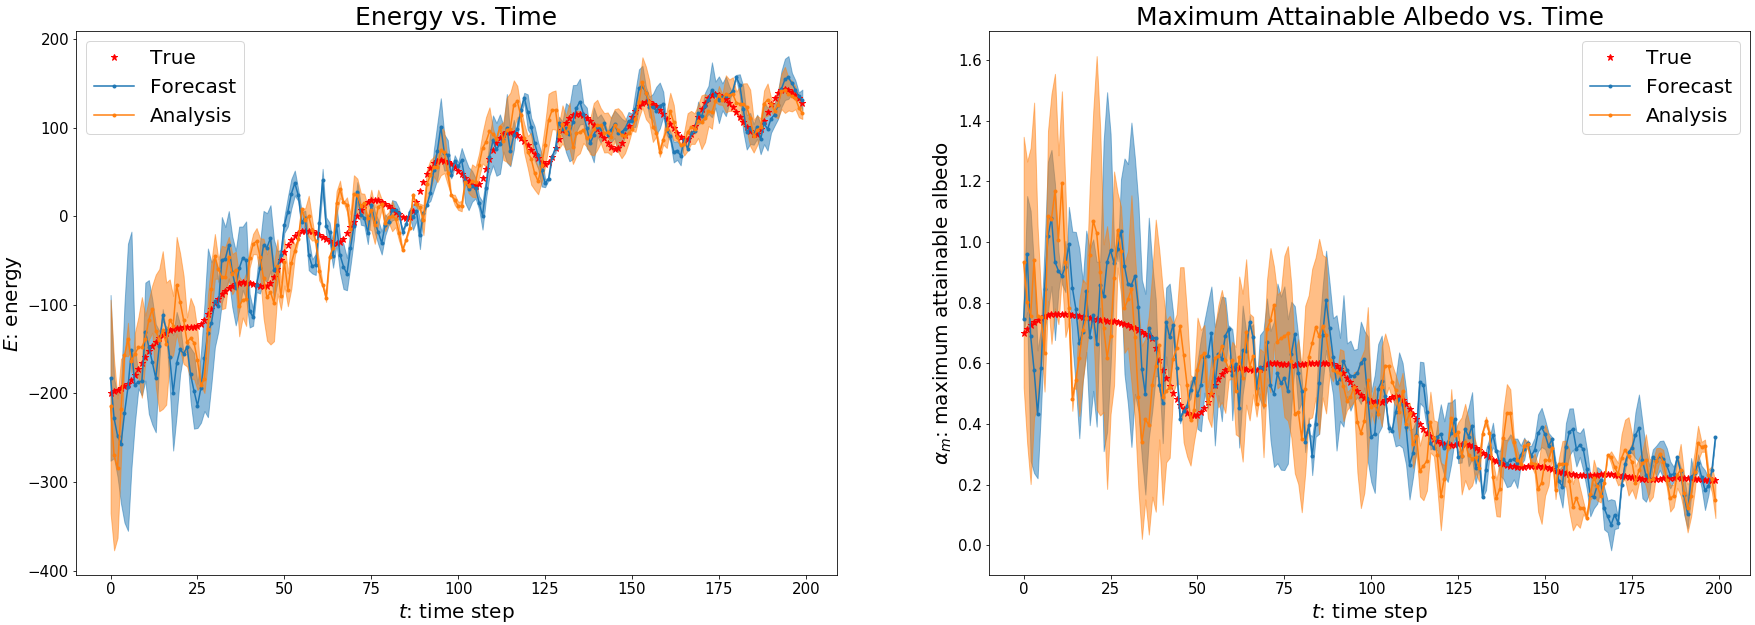 Energy vs. Time
200
100
0
−100
−200
−300
−400
E: energy
True
Forecast
Analysis
0 25 50 75 100 125 150 175 200
t: time step
Maximum Attainable Albedo vs. Time
1.6
1.4
1.2
1.0
0.8
0.6
0.4
0.2
0.0
αm: maximum attainable albedo
True
Forecast
Analysis
0 25 50 75 100 125 150 175 200
t: time step